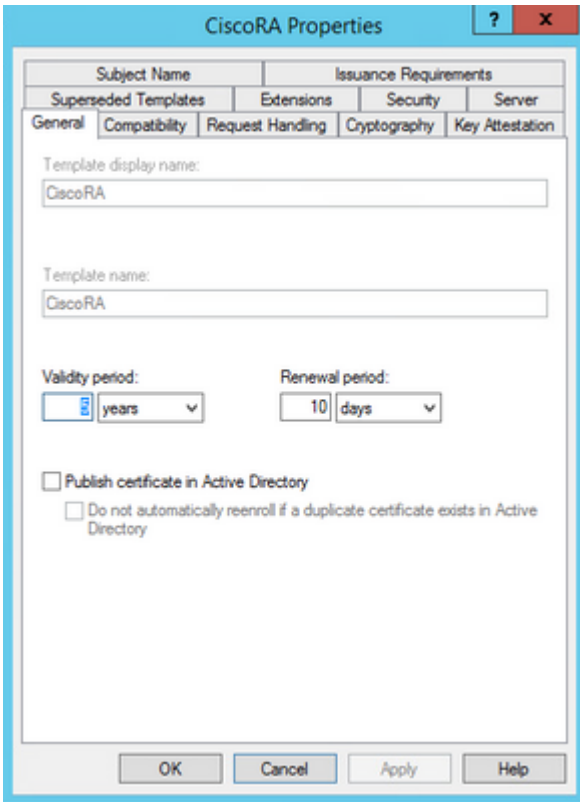 CiscoRA Properties
? x
Subject Name Issuance Requirements
Superseded Templates Extensions Security Server
General Compatibility Request Handling Cryptography Key Attestation
Template display name:
CiscoRA
Template name:
CiscoRA
Validity period: Renewal period:
years 10 days
Publish certificate in Active Directory
Do not automatically reenroll if a duplicate certificate exists in Active
Directory
OK Cancel Apply Help